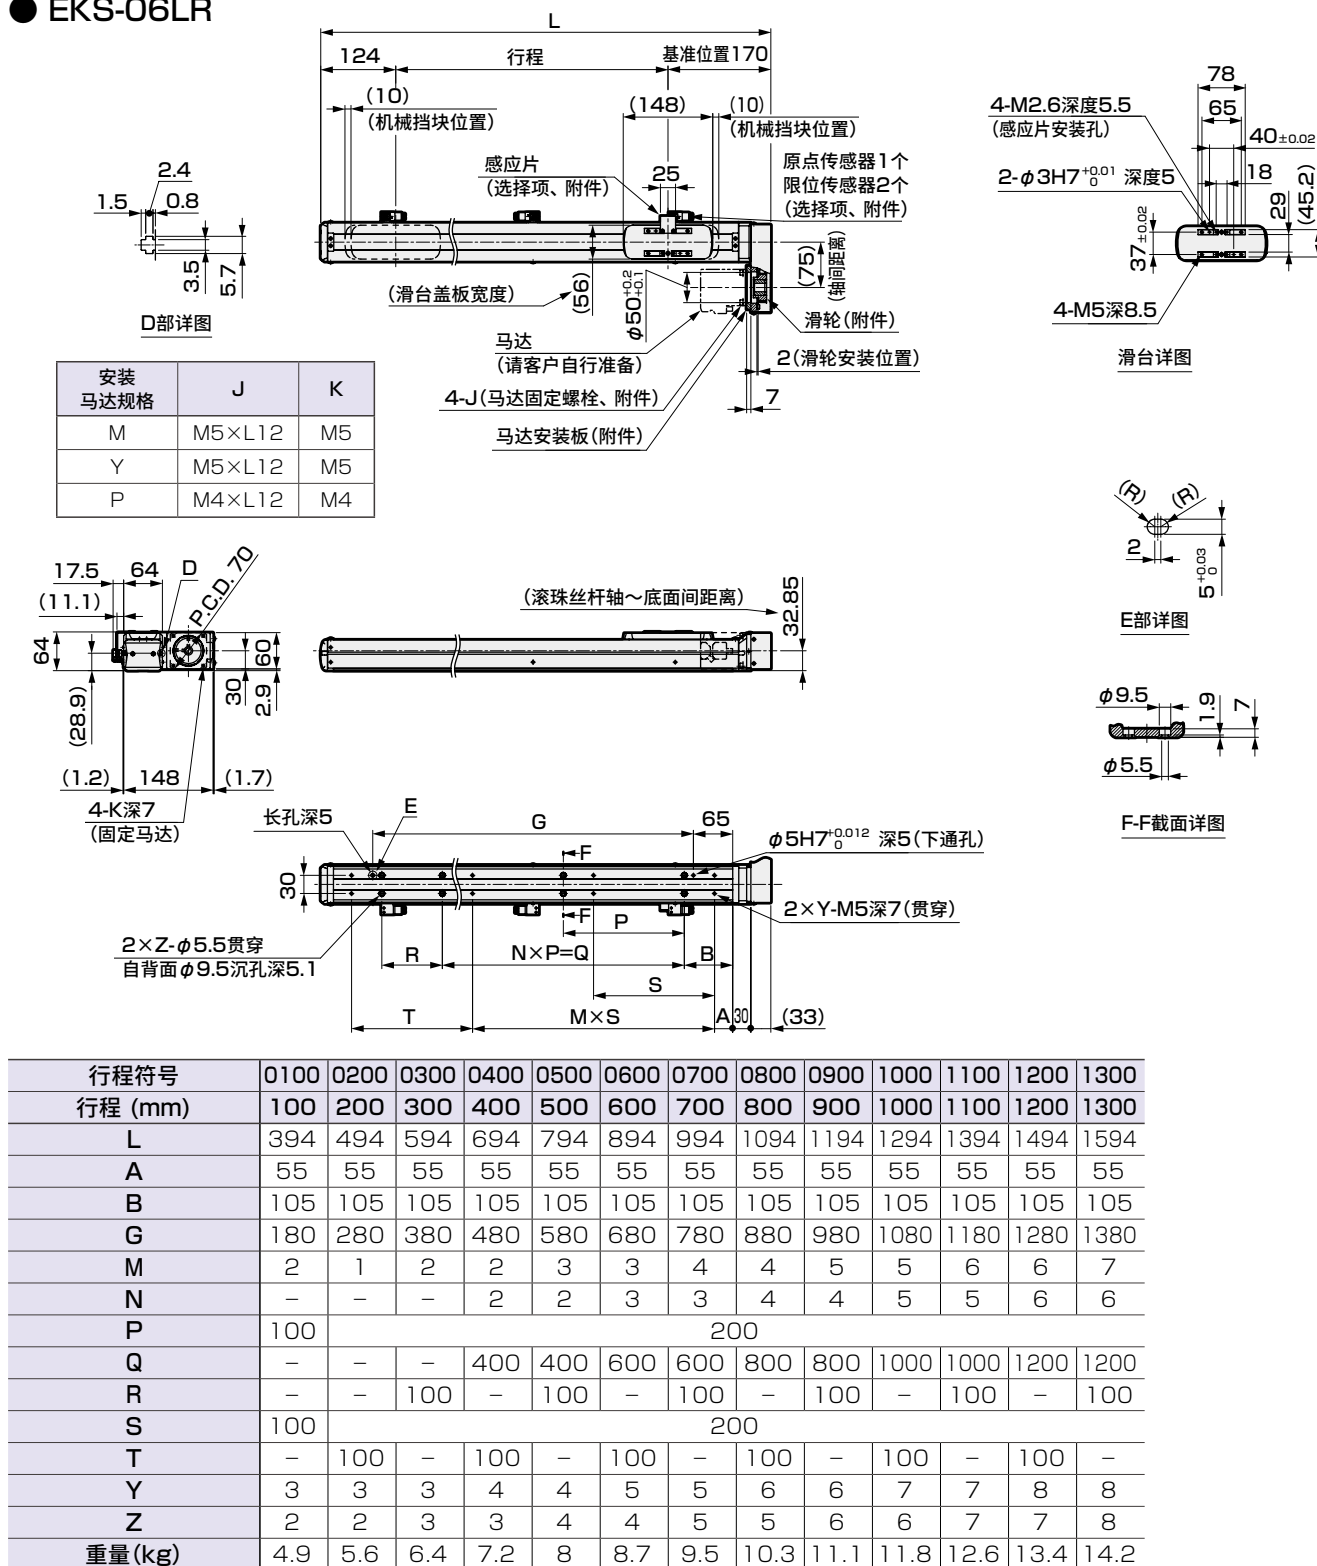 ● EKS-06LR
L
124
行程
基准位置170
(10)
(机械挡块位置)
(148)
(10)
(机械挡块位置)
感应片
(选择项、附件)
25
原点传感器1个
限位传感器2个
(选择项、附件)
2.4
1.5
0.8
3.5
5.7
D部详图
(滑台盖板宽度)
(56)
φ50+0.2 +0.1
(75)
(轴间距离)
马达
(请客户自行准备)
滑轮(附件)
2(滑轮安装位置)
4-J(马达固定螺栓、附件)
7
马达安装板(附件)
78
4-M2.6深度5.5
(感应片安装孔)
65
40±0.02
2-φ3H7+0.01 0 深度5
18
37±0.02
29
(45.2)
4-M5深8.5
滑台详图
安装
马达规格 J K
M M5×L12 M5
Y M5×L12 M5
P M4×L12 M4
(R)
(R)
2
5+0.03 0
E部详图
17.5
64
D
P.C.D. 70
(11.1)
64
(28.9)
60
30
2.9
(1.2)
148
(1.7)
4-K深7
(固定马达)
(滚珠丝杆轴～底面间距离)
32.85
φ9.5
1.9
7
φ5.5
F-F截面详图
长孔深5
E
G
65
φ5H7+0.012 0 深5(下通孔)
F
30
F
P
2×Y-M5深7(贯穿)
2×Z-φ5.5贯穿
自背面φ9.5沉孔深5.1
R
N×P=Q
B
S
T
M×S
A
30
(33)
行程符号 0100 0200 0300 0400 0500 0600 0700 0800 0900 1000 1100 1200 1300
行程 (mm) 100 200 300 400 500 600 700 800 900 1000 1100 1200 1300
L 394 494 594 694 794 894 994 1094 1194 1294 1394 1494 1594
A 55 55 55 55 55 55 55 55 55 55 55 55 55
B 105 105 105 105 105 105 105 105 105 105 105 105 105
G 180 280 380 480 580 680 780 880 980 1080 1180 1280 1380
M 2 1 2 2 3 3 4 4 5 5 6 6 7
N – – – 2 2 3 3 4 4 5 5 6 6
P 100 200
Q – – – 400 400 600 600 800 800 1000 1000 1200 1200
R – – 100 – 100 – 100 – 100 – 100 – 100
S 100 200
T – 100 – 100 – 100 – 100 – 100 – 100 –
Y 3 3 3 4 4 5 5 6 6 7 7 8 8
Z 2 2 3 3 4 4 5 5 6 6 7 7 8
重量(kg) 4.9 5.6 6.4 7.2 8 8.7 9.5 10.3 11.1 11.8 12.6 13.4 14.2